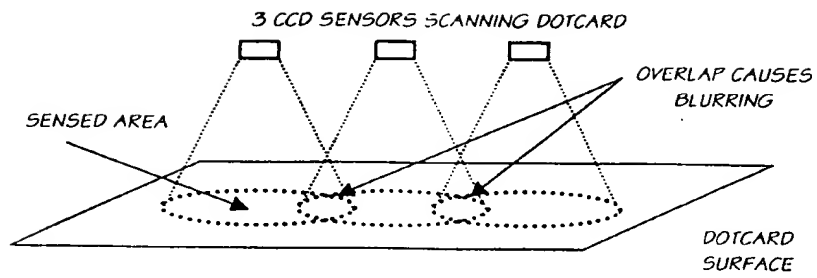 3 CCD SENSORS SCANNING DOTCARD
OVERLAP CAUSES
BLURRING
SENSED AREA
DOTCARD
SURFACE